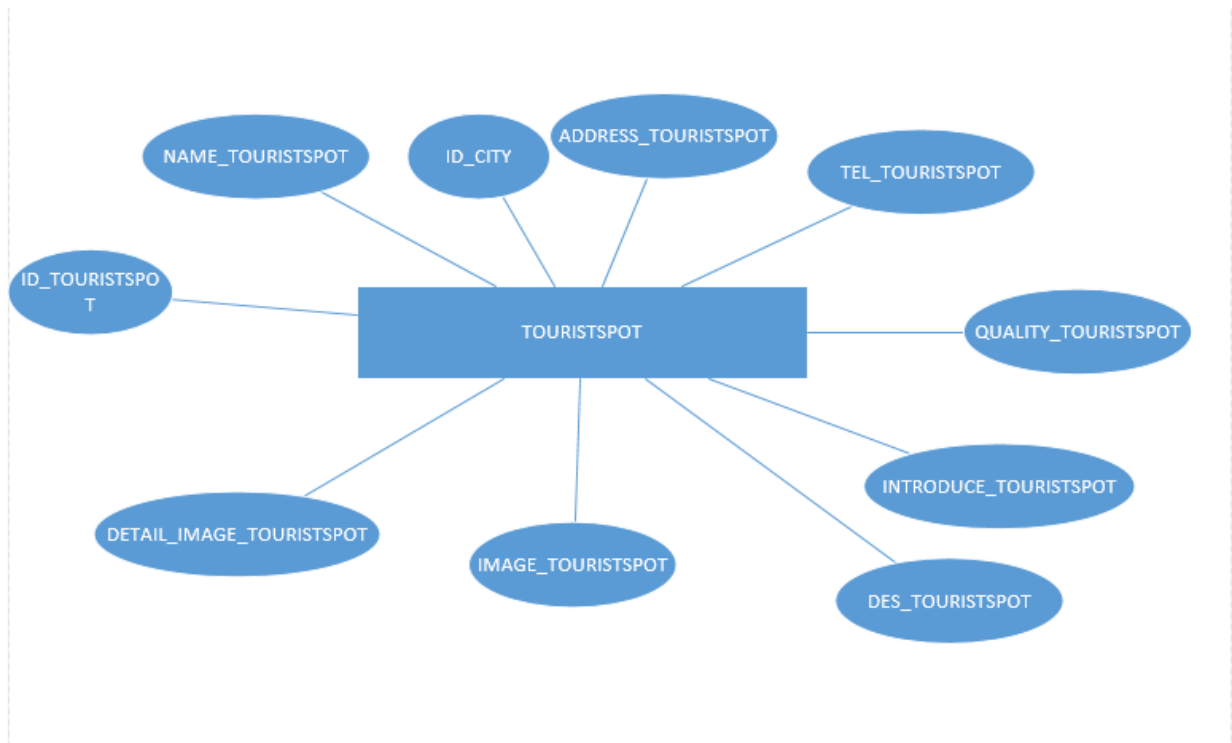 ADDRESS_TOURISTSPOT
NAME_TOURISTSPOT
ID_CITY
TEL_TOURISTSPOT
ID_TOURISTSPO
T
TOURISTSPOT
QUALITY_TOURISTSPOT
INTRODUCE_TOURISTSPOT
DETAIL_IMAGE_TOURISTSPOT
IMAGE_TOURISTSPOT
DES_TOURISTSPOT